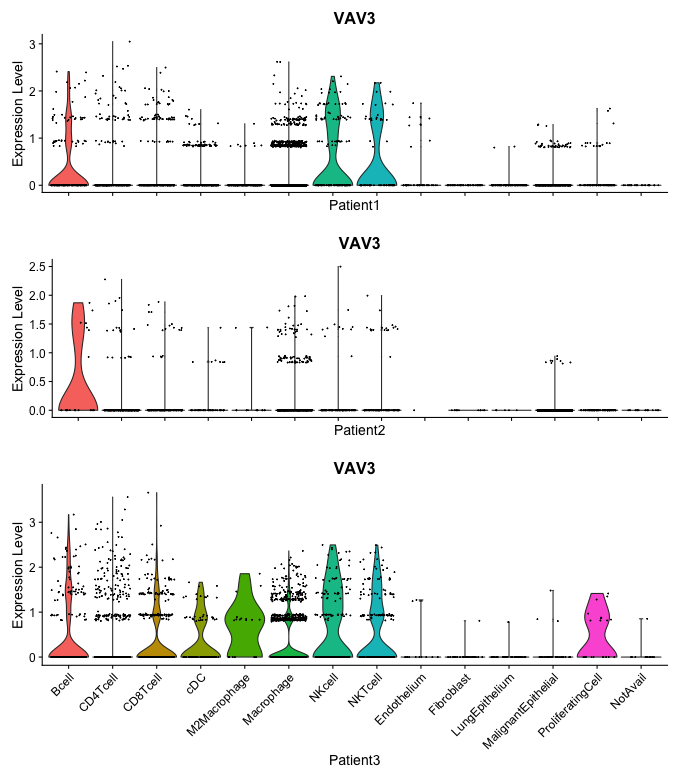 VAV3
Expression Level
3
2
1
0
Patient1
VAV3
Expression Level
2.5
2.0
1.5
1.0
0.5
0.0
Patient2
VAV3
Expression Level
3
2
1
0
Bcell
CD4Tcell
CD8Tcell
cDC
M2Macrophage
Macrophage
NKcell
NKTcell
Endothelium
Fibroblast
LungEpithelium
MalignantEpithelial
ProliferatingCell
NotAvail
Patient3